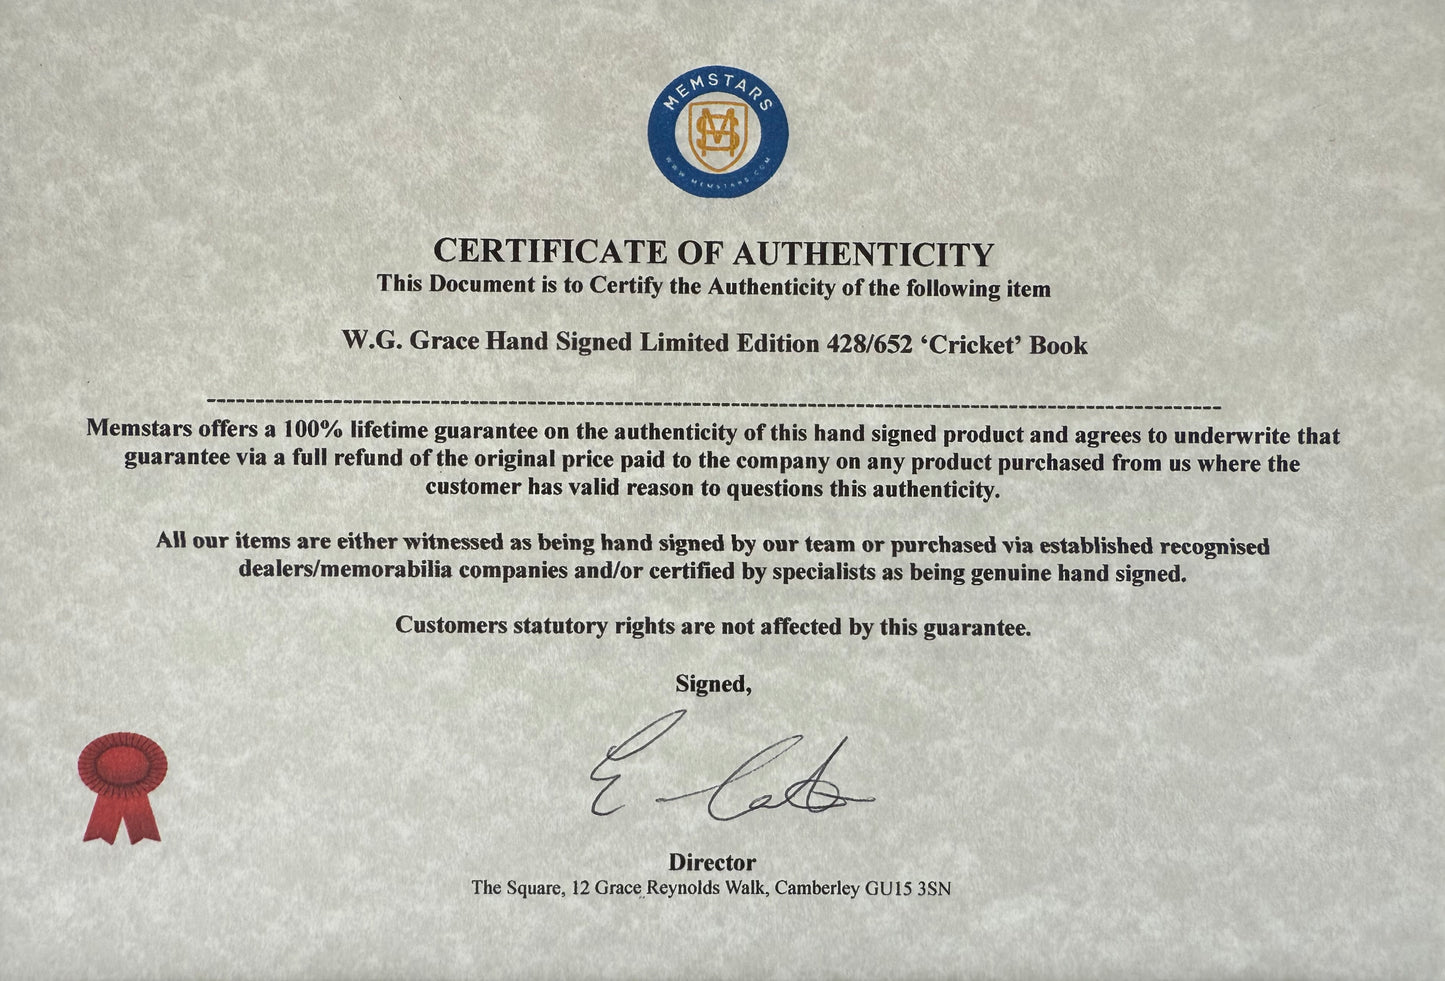 MEMSTARS
WWW.MEMSTARS.COM
CERTIFICATE OF AUTHENTICITY
This Document is to Certify the Authenticity of the following item
W.G. Grace Hand Signed Limited Edition 428/652 ‘Cricket’ Book
Memstars offers a 100% lifetime guarantee on the authenticity of this hand signed product and agrees to underwrite that
guarantee via a full refund of the original price paid to the company on any product purchased from us where the
customer has valid reason to questions this authenticity.
All our items are either witnessed as being hand signed by our team or purchased via established recognised
dealers/memorabilia companies and/or certified by specialists as being genuine hand signed.
Customers statutory rights are not affected by this guarantee.
Signed,
Director
The Square, 12 Grace Reynolds Walk, Camberley GU15 3SN